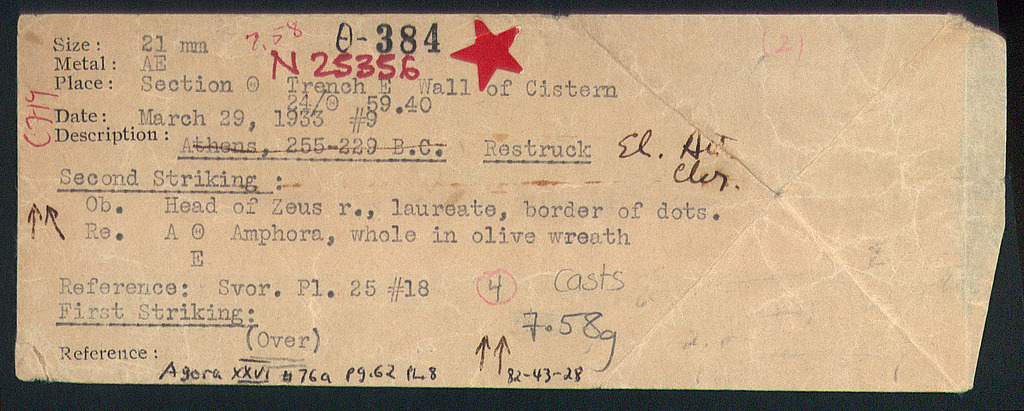 Size: 21 mm 7.58 Θ-384 (2)
Metal: AE N 25356
Place: Section Θ Trench E Wall of Cistern
24/Θ 59.40
Date: March 29, 1933 #9
Description: Athens, 255-229 B.C. Restruck El. Art.
Second Striking :
Ob. Head of Zeus r., laureate, border of dots.
Re. A Θ Amphora, whole in olive wreath
E
Reference: Svor. Pl. 25 #18 4 Casts
First Striking: 7.58g
(Over)
Reference:
Agora XXVI #76a pg.62 PL.8 82-43-28